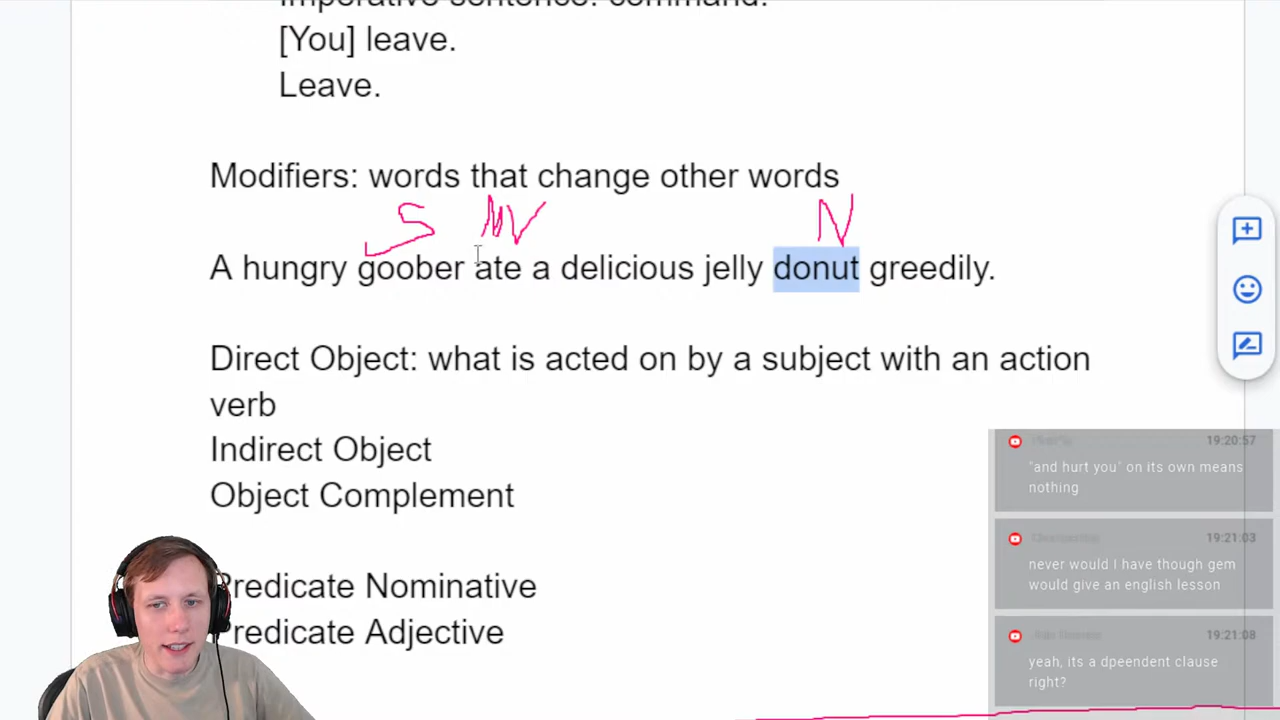 [You] leave.
Leave.
Modifiers: words that change other words
S MV N
A hungry goober ate a delicious jelly donut greedily.
Direct Object: what is acted on by a subject with an action
verb
Indirect Object
Object Complement
Predicate Nominative
Predicate Adjective
19:20:57
"and hurt you" on its own means
nothing
19:21:03
never would I have though gem
would give an english lesson
19:21:08
yeah, its a dpeendent clause
right?